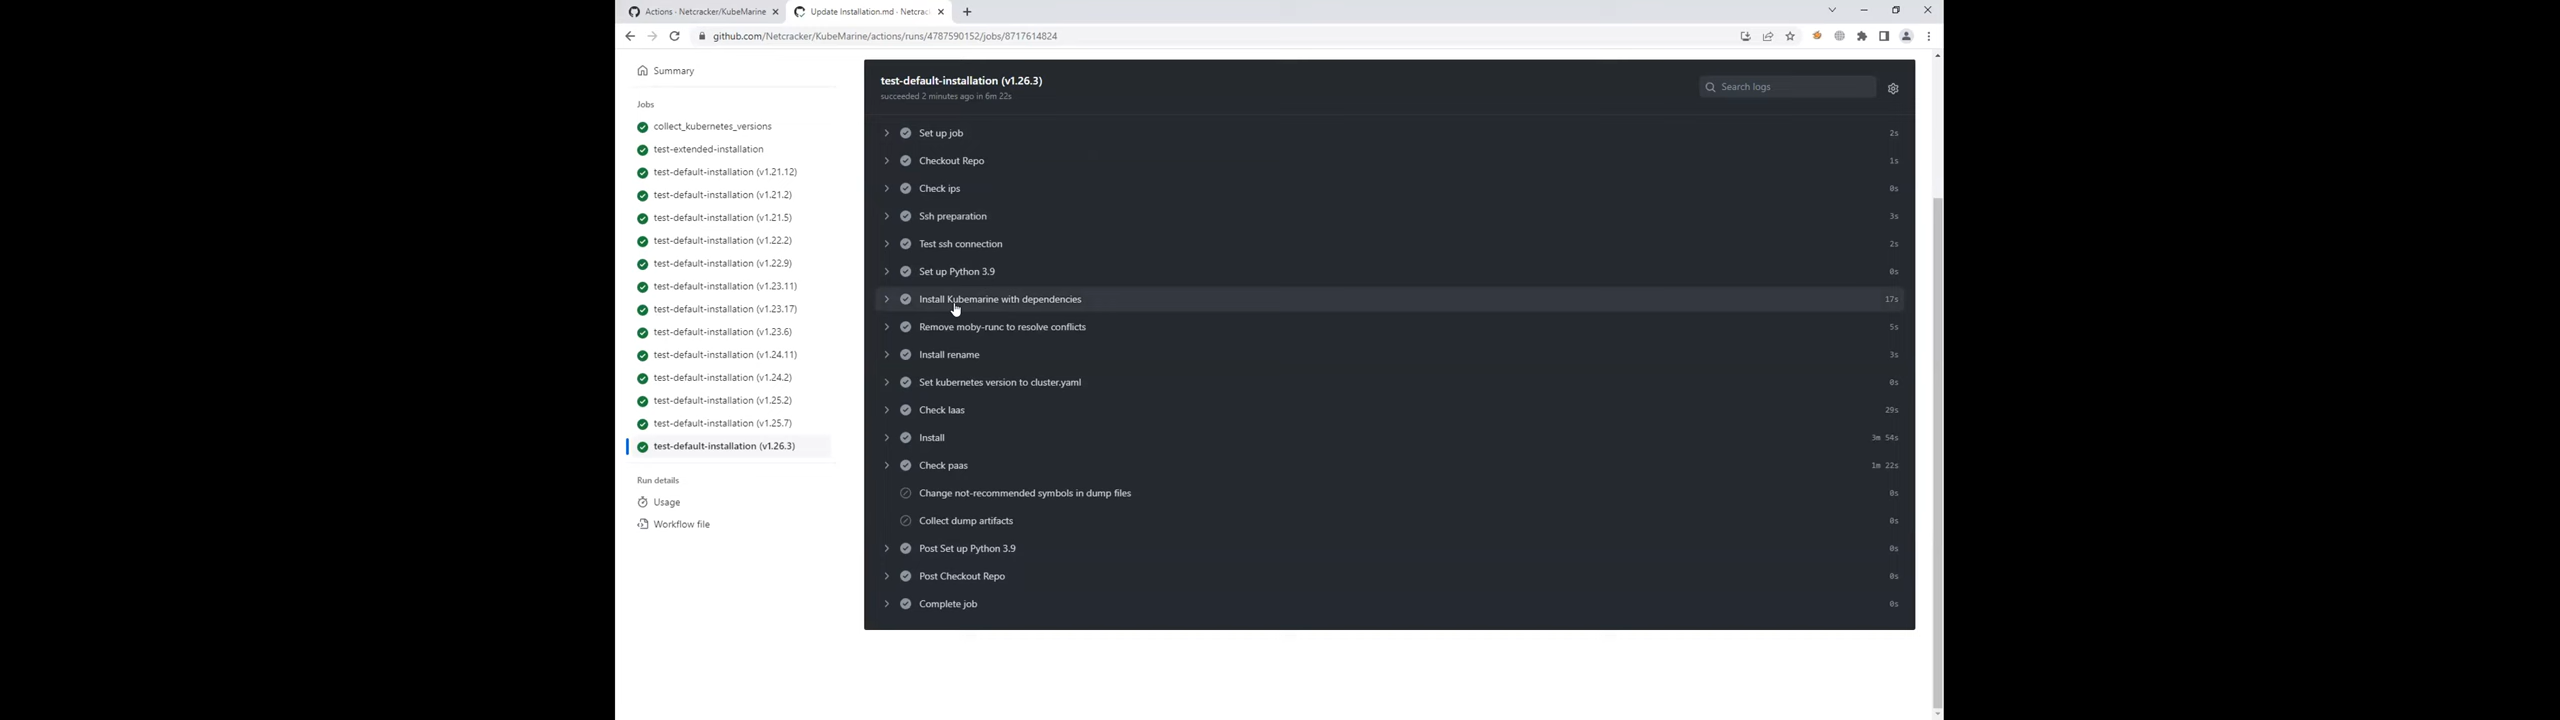 Actions · Netcracker/KubeMarine
Update Installation.md · Netcrac
github.com/Netcracker/KubeMarine/actions/runs/4787590152/jobs/8717614824
Summary
Jobs
collect_kubernetes_versions
test-extended-installation
test-default-installation (v1.21.12)
test-default-installation (v1.21.2)
test-default-installation (v1.21.5)
test-default-installation (v1.22.2)
test-default-installation (v1.22.9)
test-default-installation (v1.23.11)
test-default-installation (v1.23.17)
test-default-installation (v1.23.6)
test-default-installation (v1.24.11)
test-default-installation (v1.24.2)
test-default-installation (v1.25.2)
test-default-installation (v1.25.7)
test-default-installation (v1.26.3)
Run details
Usage
Workflow file
test-default-installation (v1.26.3)
succeeded 2 minutes ago in 6m 22s
Search logs
Set up job 2s
Checkout Repo 1s
Check ips 0s
Ssh preparation 3s
Test ssh connection 2s
Set up Python 3.9 0s
Install Kubemarine with dependencies 17s
Remove moby-runc to resolve conflicts 5s
Install rename 3s
Set kubernetes version to cluster.yaml 0s
Check Iaas 29s
Install 3m 54s
Check paas 1m 22s
Change not-recommended symbols in dump files 0s
Collect dump artifacts 0s
Post Set up Python 3.9 0s
Post Checkout Repo 0s
Complete job 0s